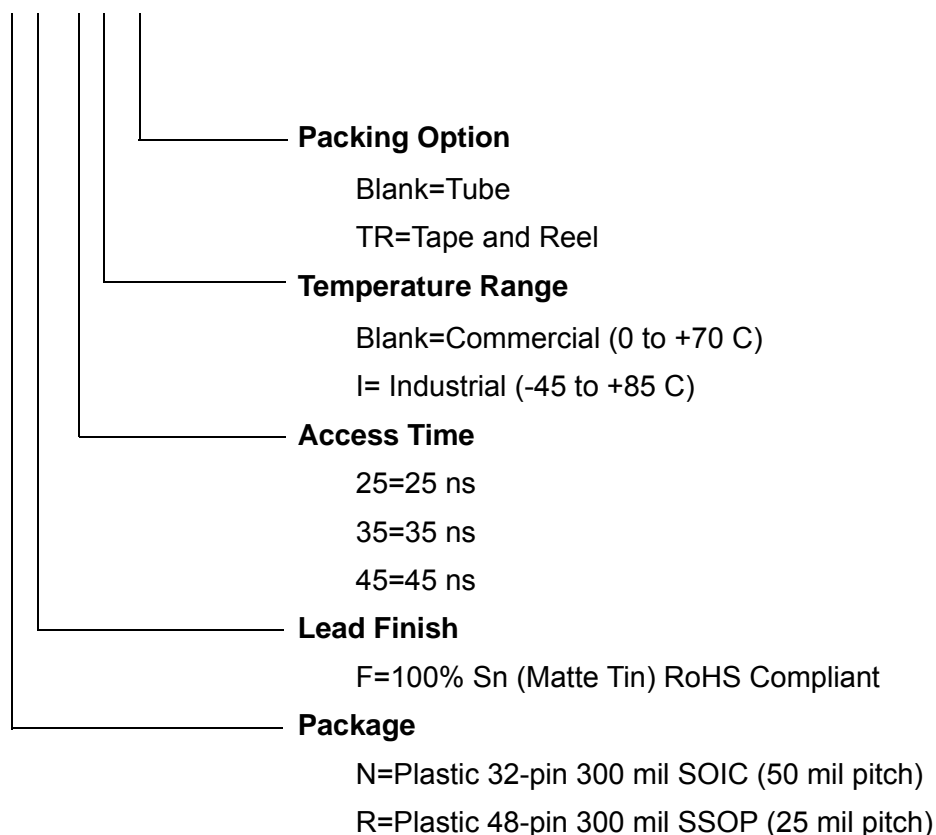 Packing Option
Blank=Tube
TR=Tape and Reel
Temperature Range
Blank=Commercial (0 to +70 C)
I= Industrial (-45 to +85 C)
Access Time
25=25 ns
35=35 ns
45=45 ns
Lead Finish
F=100% Sn (Matte Tin) RoHS Compliant
Package
N=Plastic 32-pin 300 mil SOIC (50 mil pitch)
R=Plastic 48-pin 300 mil SSOP (25 mil pitch)